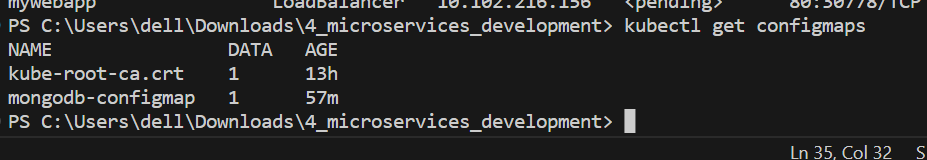 mywebapp LoadBalancer 10.102.216.156 <pending> 80:30778/TCP
PS C:\Users\dell\Downloads\4_microservices_development> kubectl get configmaps
NAME DATA AGE
kube-root-ca.crt 1 13h
mongodb-configmap 1 57m
PS C:\Users\dell\Downloads\4_microservices_development>
Ln 35, Col 32 S